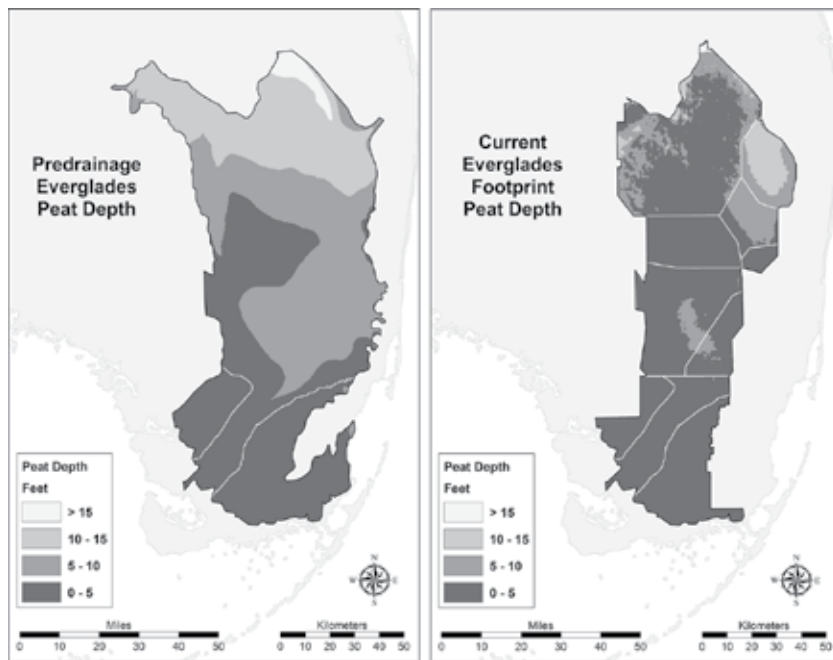 Predrainage
Everglades
Peat Depth
Peat Depth
Feet
> 15
10 - 15
5 - 10
0 - 5
N
W E
S
Miles
0 10 20 30 40 50
Kilometers
0 10 20 30 40 50
Current
Everglades
Footprint
Peat Depth
Peat Depth
Feet
> 15
10 - 15
5 - 10
0 - 5
N
W E
S
Miles
0 10 20 30 40 50
Kilometers
0 10 20 30 40 50